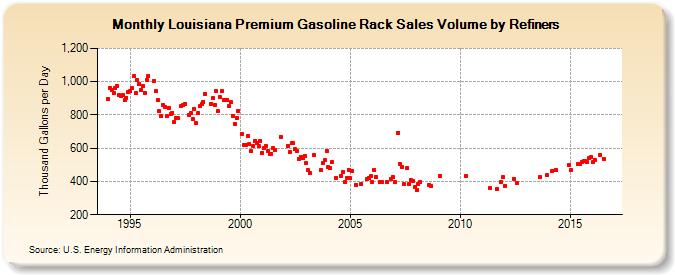 Monthly Louisiana Premium Gasoline Rack Sales Volume by Refiners
Thousand Gallons per Day
1,200
1,000
800
600
400
200
1995 2000 2005 2010 2015
Source: U.S. Energy Information Administration